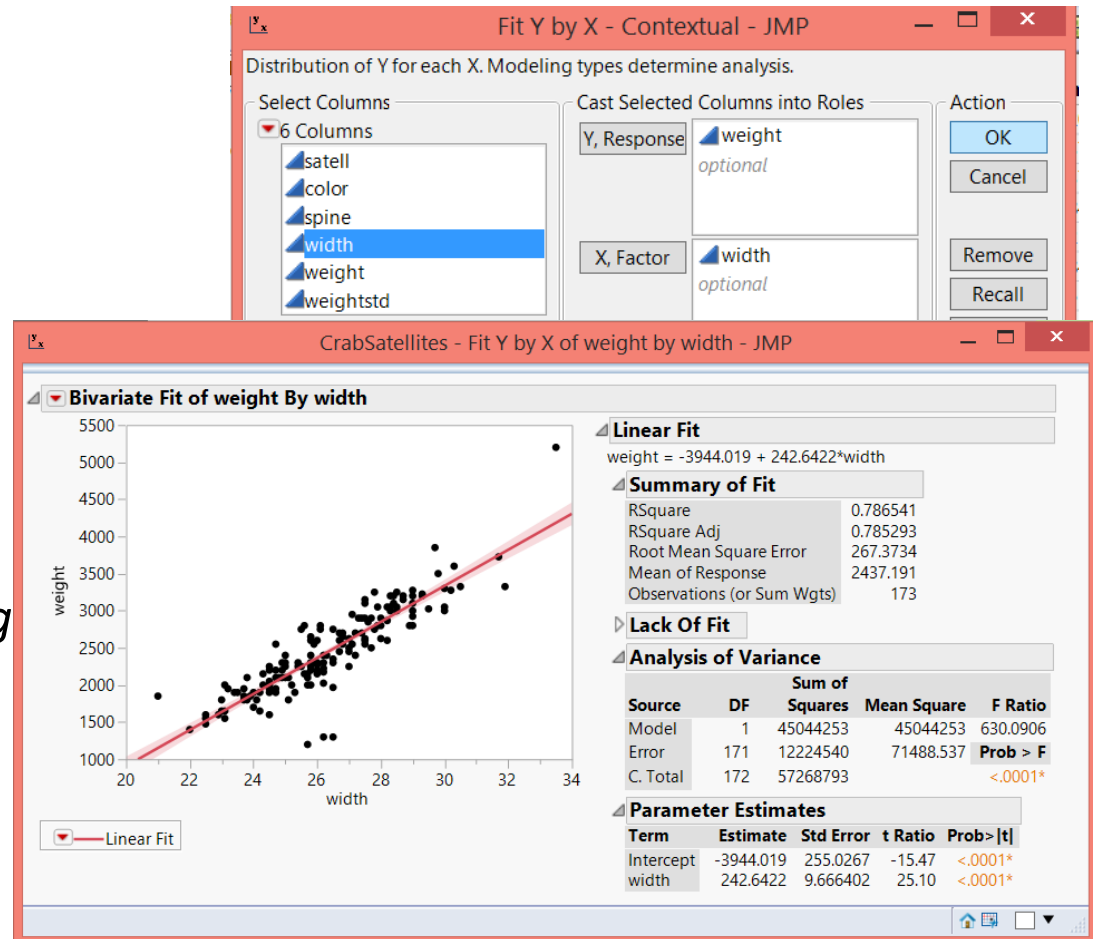 Fit Y by X - Contextual - JMP
Distribution of Y for each X. Modeling types determine analysis.
Select Columns
6 Columns
satell
color
spine
width
weight
weightstd
Cast Selected Columns into Roles
Y, Response
weight
optional
X, Factor
width
optional
Action
OK
Cancel
Remove
Recall
CrabSatellites - Fit Y by X of weight by width - JMP
Bivariate Fit of weight By width
5500
5000
4500
4000
3500
3000
2500
2000
1500
1000
weight
20 22 24 26 28 30 32 34
width
Linear Fit
g
Linear Fit
weight = -3944.019 + 242.6422*width
Summary of Fit
RSquare 0.786541
RSquare Adj 0.785293
Root Mean Square Error 267.3734
Mean of Response 2437.191
Observations (or Sum Wgts) 173
Lack Of Fit
Analysis of Variance
Sum of
Source DF Squares Mean Square F Ratio
Model 1 45044253 45044253 630.0906
Error 171 12224540 71488.537 Prob > F
C. Total 172 57268793 <.0001*
Parameter Estimates
Term Estimate Std Error t Ratio Prob>|t|
Intercept -3944.019 255.0267 -15.47 <.0001*
width 242.6422 9.666402 25.10 <.0001*